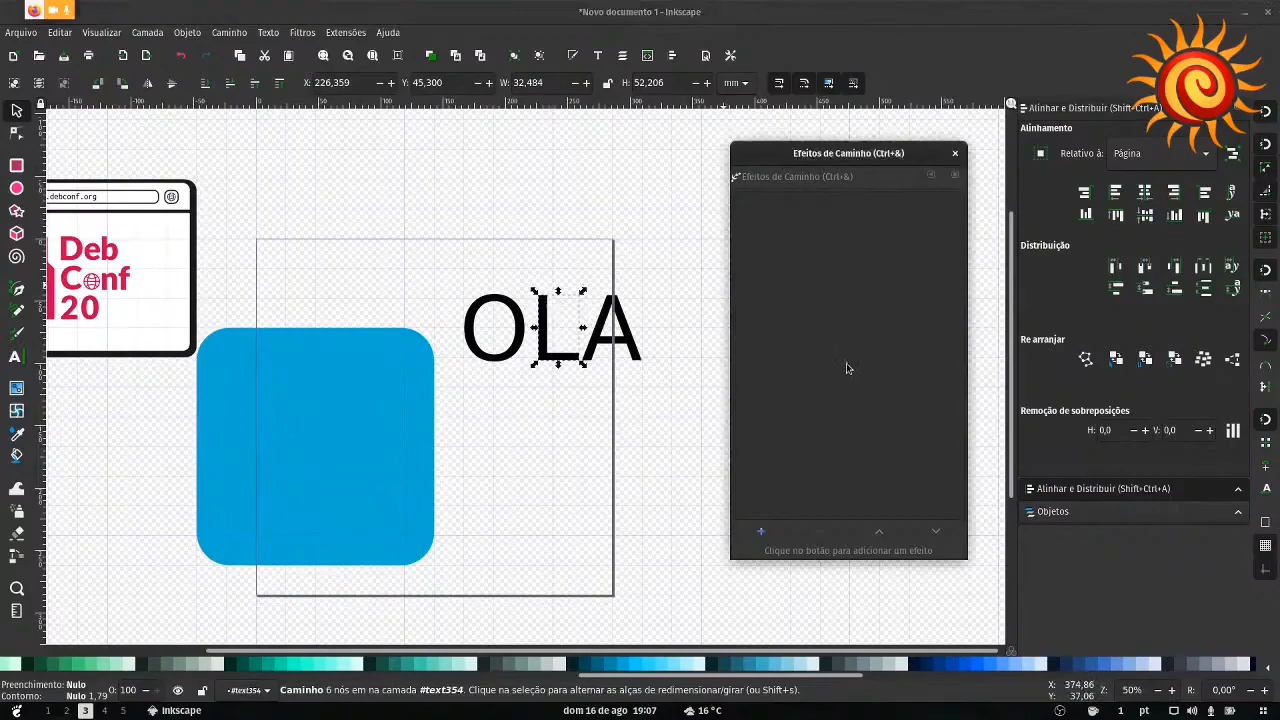 *Novo documento 1 - Inkscape
Arquivo Editar Visualizar Camada Objeto Caminho Texto Filtros Extensões Ajuda
X: 226,359 Y: 45,300 W: 32,484 H: 52,206 mm
Alinhar e Distribuir (Shift+Ctrl+A)
Alinhamento
Relativo à: Página
Distribuição
Re arranjar
Remoção de sobreposições
H: 0,0 V: 0,0
Alinhar e Distribuir (Shift+Ctrl+A)
Objetos
Efeitos de Caminho (Ctrl+&)
Efeitos de Caminho (Ctrl+&)
Clique no botão para adicionar um efeito
.debconf.org
Deb
Conf
20
OLA
Preenchimento: Nulo
Contorno: Nulo 1,79
O: 100
#text354
Caminho 6 nós em na camada #text354. Clique na seleção para alternar as alças de redimensionar/girar (ou Shift+s).
X: 374,86
Y: 37,06
Z: 50%
R: 0,00°
1 2 3 4 5 Inkscape
dom 16 de ago 19:07
16 °C
1 pt